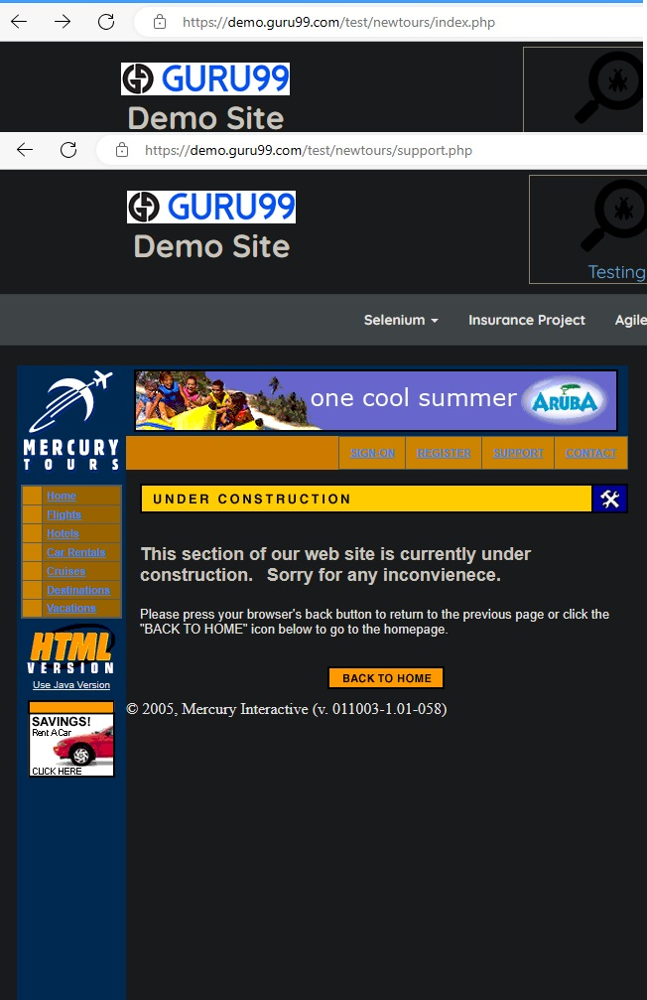 https://demo.guru99.com/test/newtours/index.php
GURU99
Demo Site
https://demo.guru99.com/test/newtours/support.php
GURU99
Demo Site
Testing
Selenium
Insurance Project
Agile
one cool summer ARUBA
MERCURY
TOURS
SIGN-ON
REGISTER
SUPPORT
CONTACT
Home
Flights
Hotels
Car Rentals
Cruises
Destinations
Vacations
HTML
VERSION
Use Java Version
SAVINGS!
Rent A Car
CLICK HERE
UNDER CONSTRUCTION
This section of our web site is currently under
construction. Sorry for any inconvienece.
Please press your browser's back button to return to the previous page or click the
"BACK TO HOME" icon below to go to the homepage.
BACK TO HOME
© 2005, Mercury Interactive (v. 011003-1.01-058)